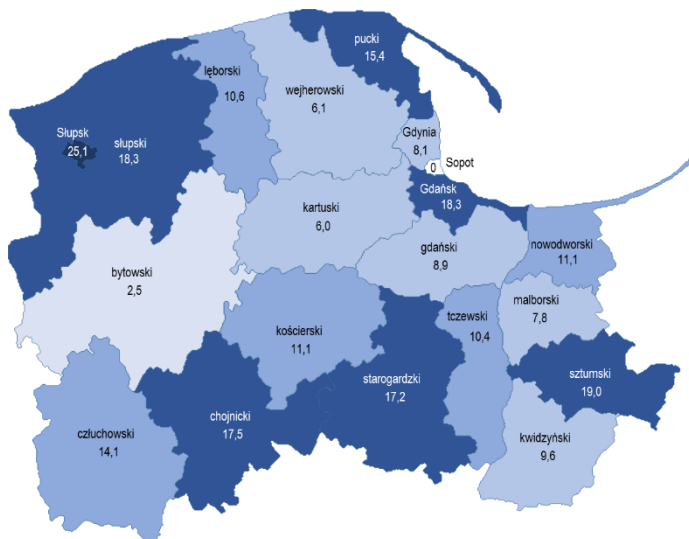 pucki
15,4
lęborski
10,6
wejherowski
6,1
Gdynia
8,1
Słupsk
25,1
słupski
18,3
Sopot
0
Gdańsk
18,3
kartuski
6,0
gdański
8,9
nowodworski
11,1
bytowski
2,5
malborski
7,8
kościerski
11,1
tczewski
10,4
starogardzki
17,2
sztumski
19,0
chojnicki
17,5
człuchowski
14,1
kwidzyński
9,6